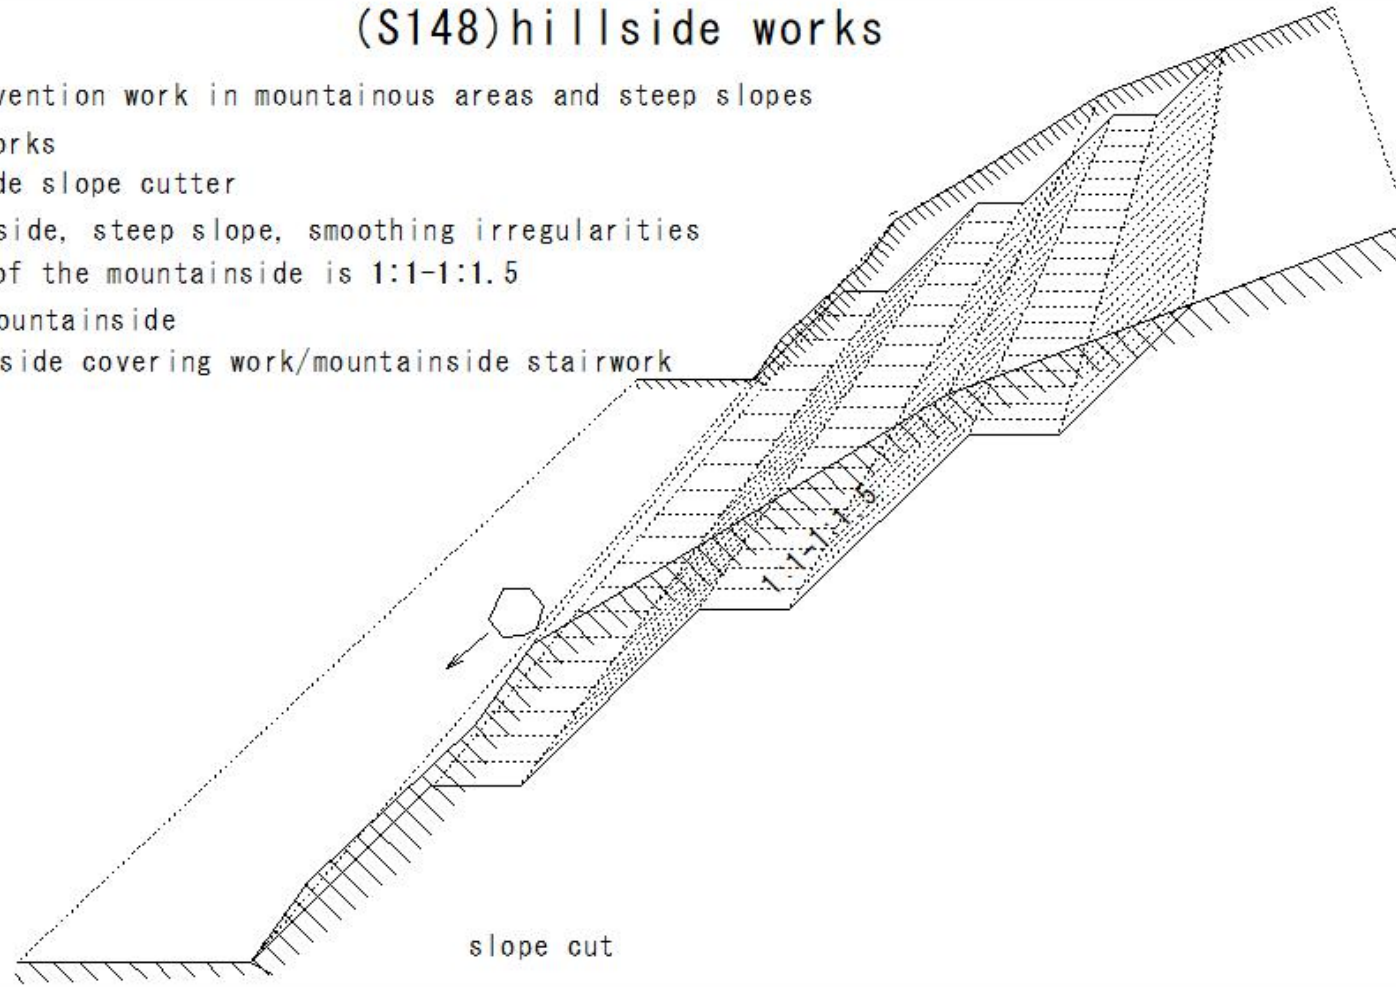 (S148)hillside works
vention work in mountainous areas and steep slopes
orks
de slope cutter
side, steep slope, smoothing irregularities
of the mountainside is 1:1-1:1.5
ountainside
side covering work/mountainside stairwork
1:1-1:1.5
slope cut